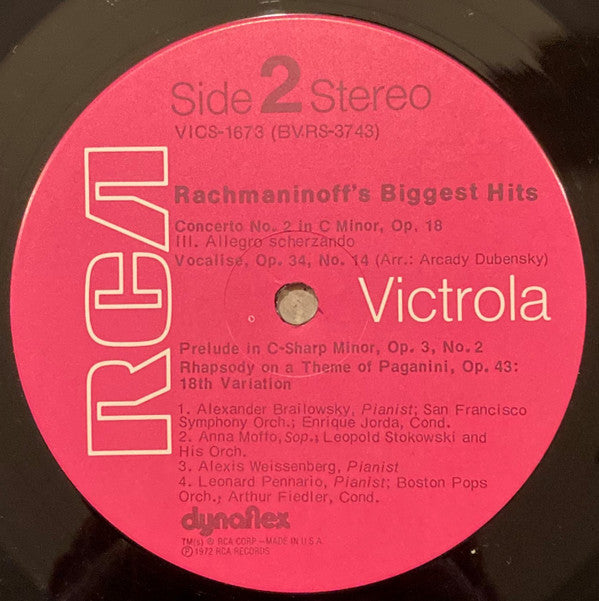 Side 2 Stereo
VICS-1673 (BVRS-3743)
RCA
Rachmaninoff's Biggest Hits
Concerto No. 2 in C Minor, Op. 18
III. Allegro scherzando
Vocalise, Op. 34, No. 14 (Arr.: Arcady Dubensky)
Victrola
Prelude in C-Sharp Minor, Op. 3, No. 2
Rhapsody on a Theme of Paganini, Op. 43:
18th Variation
1. Alexander Brailowsky, Pianist; San Francisco
Symphony Orch.; Enrique Jorda, Cond.
2. Anna Moffo, Sop.; Leopold Stokowski and
His Orch.
3. Alexis Weissenberg, Pianist
4. Leonard Pennario, Pianist; Boston Pops
Orch.; Arthur Fiedler, Cond.
dynaflex
TM(s) ® RCA CORP—MADE IN U.S.A.
Ⓟ1972 RCA RECORDS